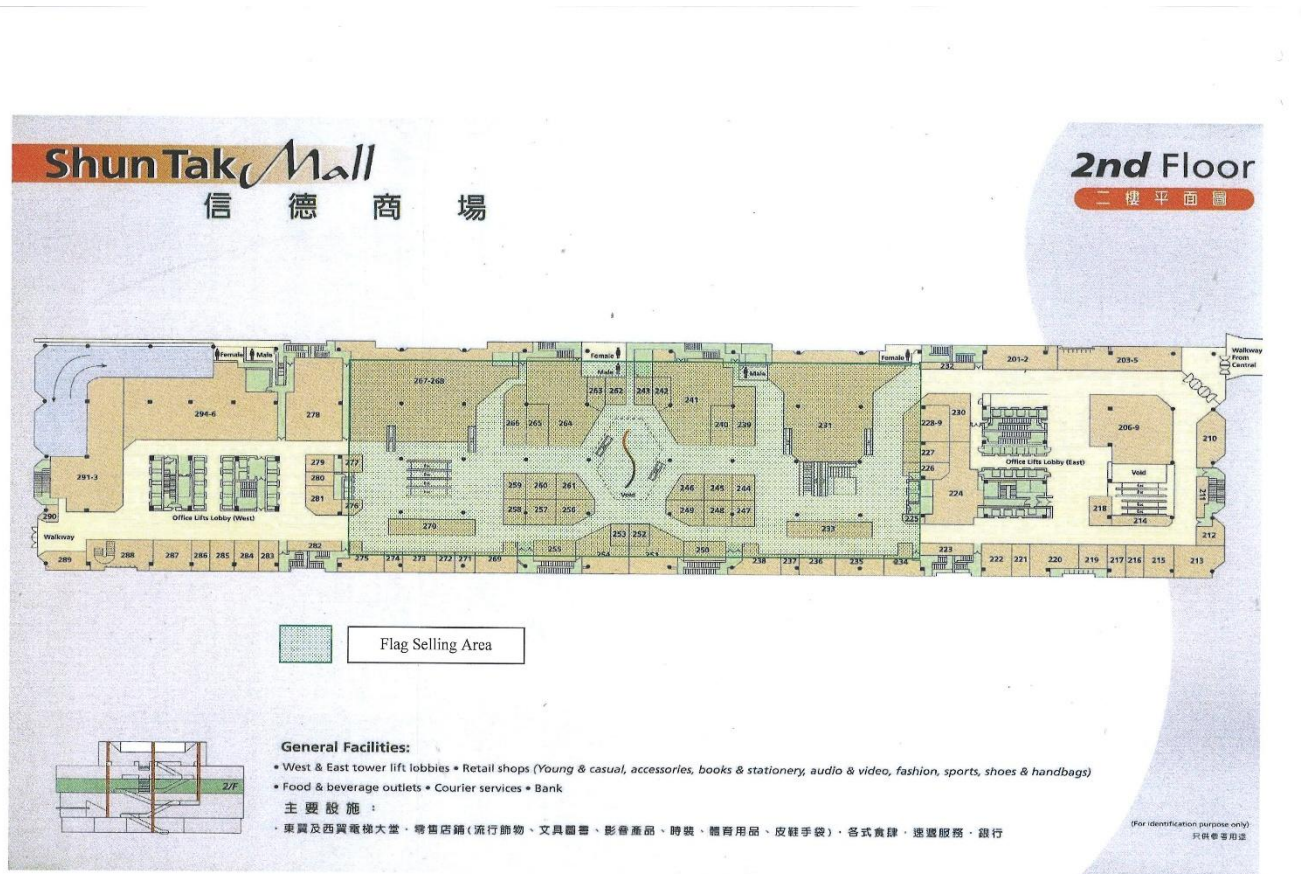 Shun Tak Mall
信德商場
2nd Floor
二樓平面圖
Female Male
Female
Male
Male
Female
201-2
203-5
Walkway From Central
232
267-268
263 262 243 242
241
231
294-6
278
266 265 264
240 239
228-9 230
206-9
210
227
226
279 277
280
281
276
291-3
259 260 261
258 257 256
246 245 244
249 248 247
Void
Office Lifts Lobby (East)
Void
224
218
214
211
225
290
Office Lifts Lobby (West)
270
233
253 252
212
Walkway
282
255 254 251 250
223
289 288 287 286 285 284 283
275 274 273 272 271 269
238 237 236 235 234
222 221 220 219 217 216 215 213
Flag Selling Area
2/F
General Facilities:
• West & East tower lift lobbies • Retail shops (Young & casual, accessories, books & stationery, audio & video, fashion, sports, shoes & handbags)
• Food & beverage outlets • Courier services • Bank
主要設施：
・東翼及西翼電梯大堂・零售店鋪(流行飾物、文具圖書、影音產品、時裝、體育用品、皮鞋手袋)・各式食肆・速遞服務・銀行
(For identification purpose only)
只供參考用途